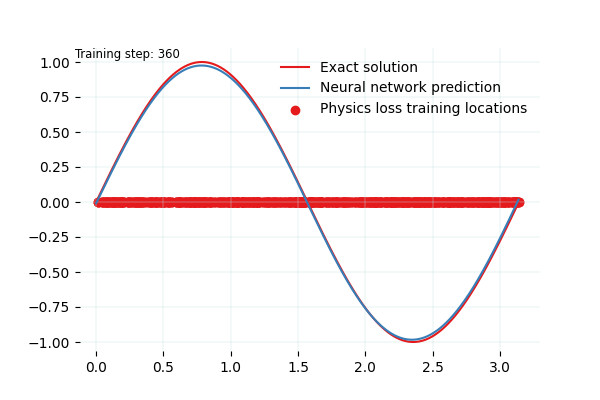 Training step: 360
Exact solution
Neural network prediction
Physics loss training locations
1.00
0.75
0.50
0.25
0.00
−0.25
−0.50
−0.75
−1.00
0.0 0.5 1.0 1.5 2.0 2.5 3.0